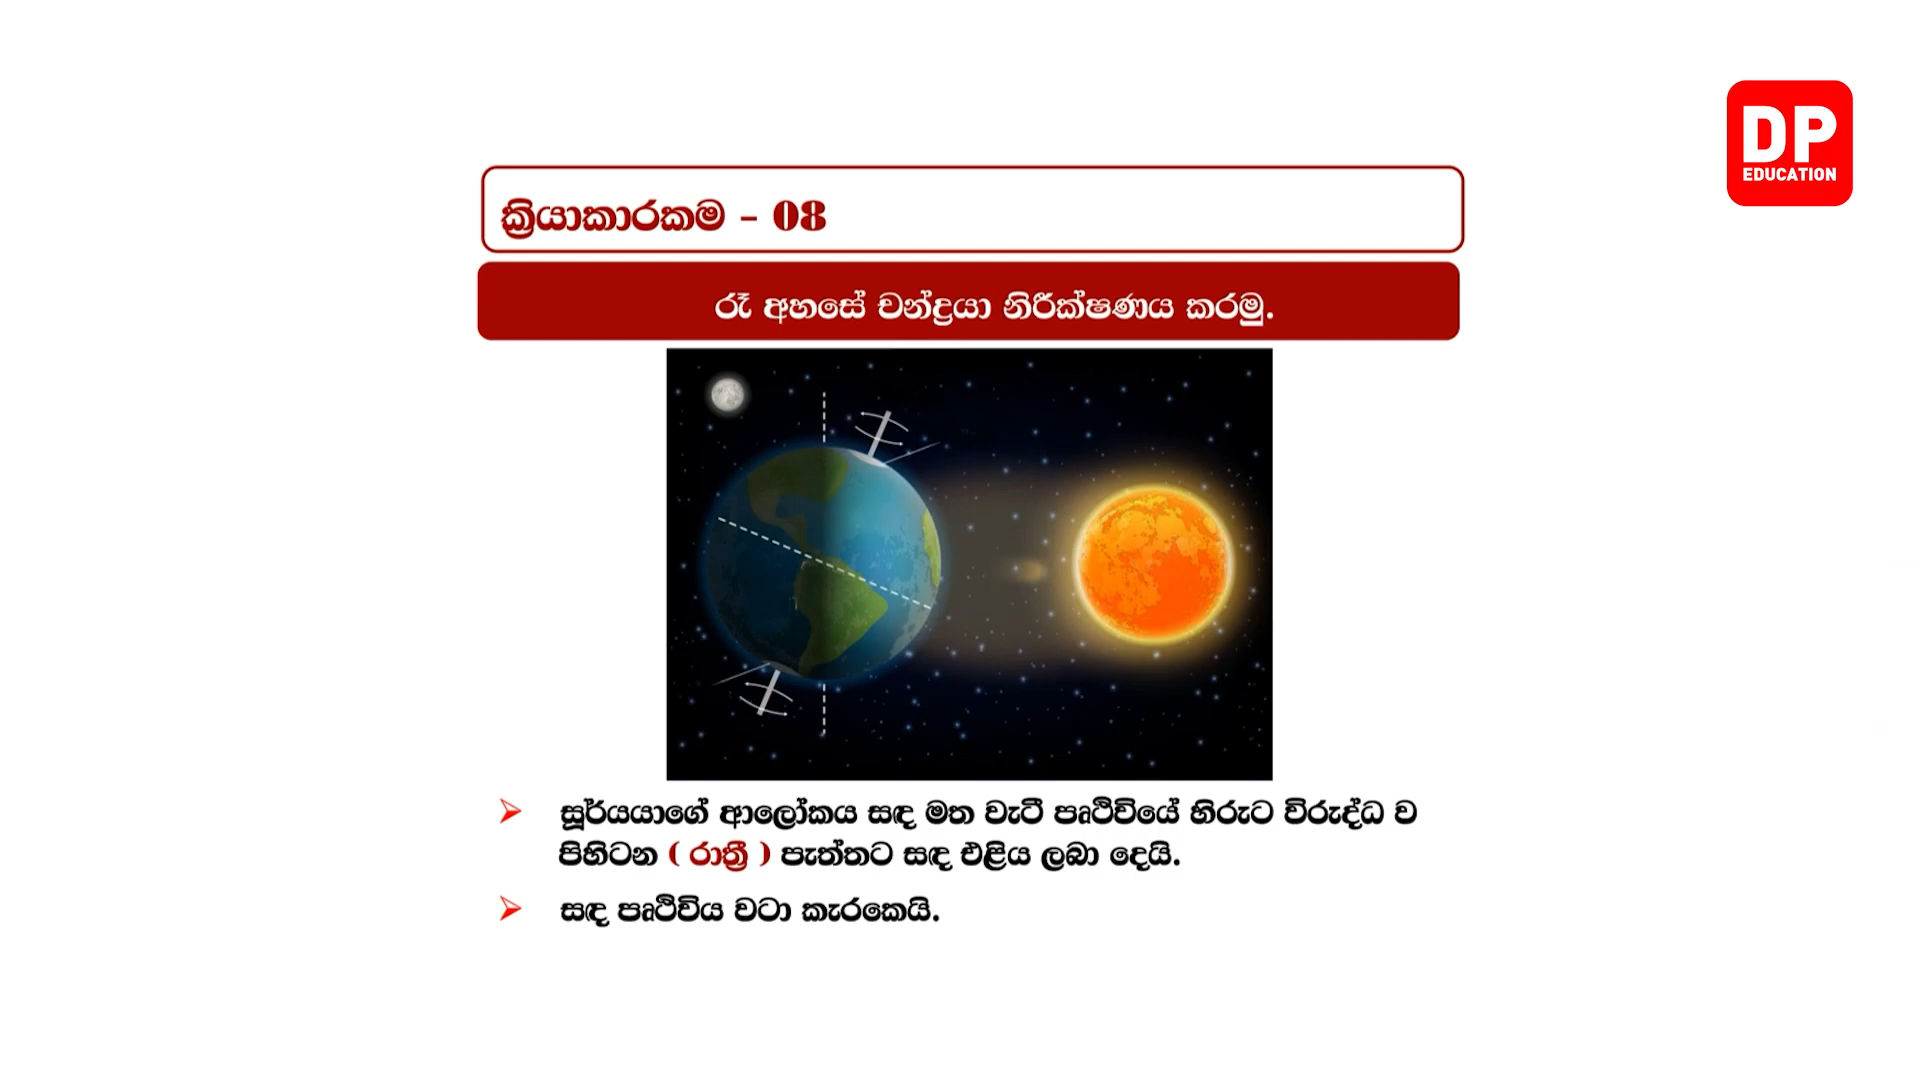 DP
EDUCATION
ක්‍රියාකාරකම - 08
රෑ අහසේ චන්ද්‍රයා නිරීක්ෂණය කරමු.
සූර්යයාගේ ආලෝකය සඳ මත වැටී පෘථිවියේ හිරුට විරුද්ධ ව
පිහිටන ( රාත්‍රී ) පැත්තට සඳ එළිය ලබා දෙයි.
සඳ පෘථිවිය වටා කැරකෙයි.